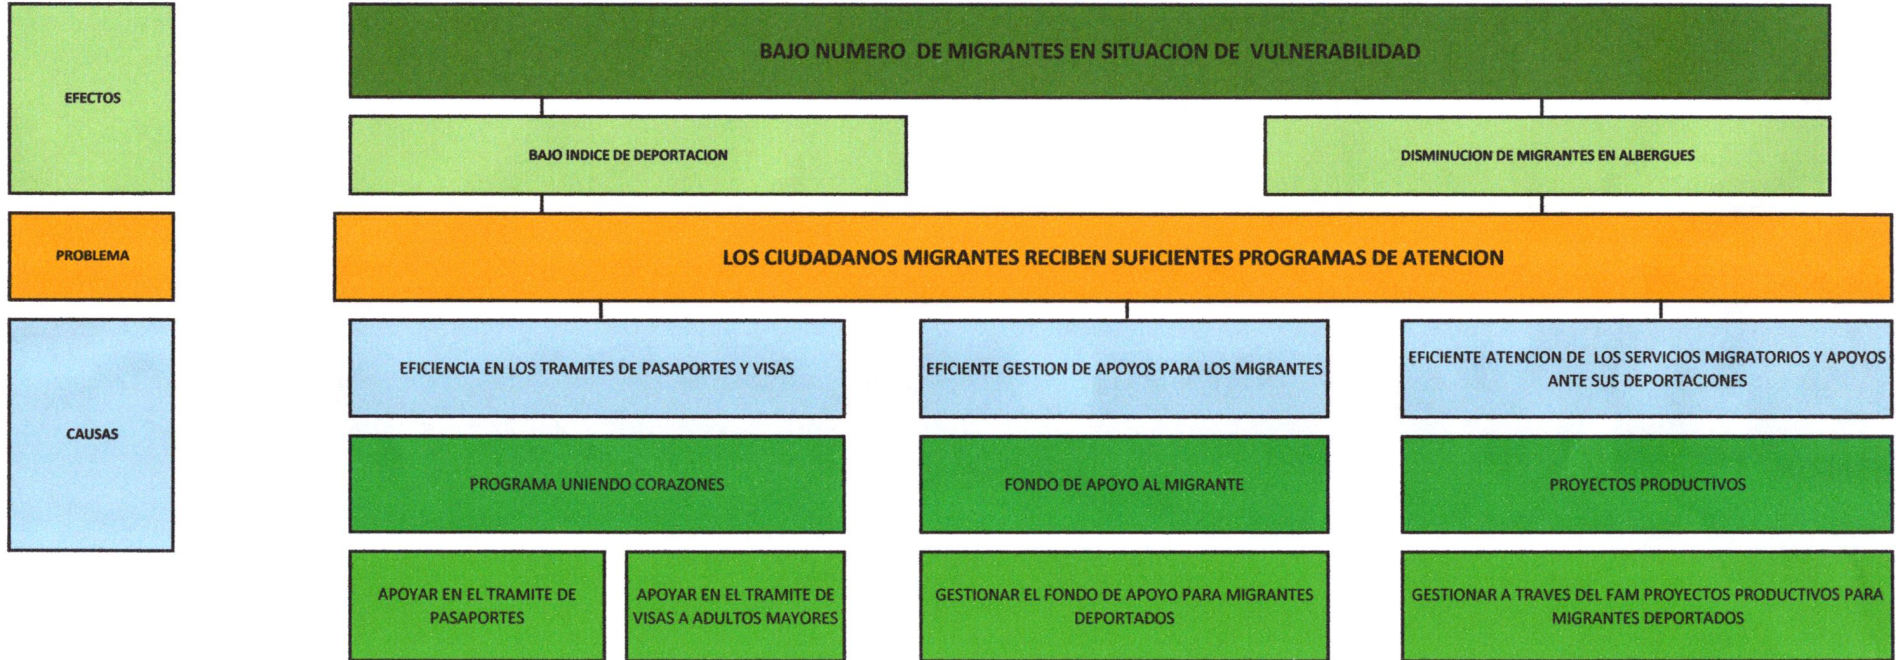 BAJO NUMERO DE MIGRANTES EN SITUACION DE VULNERABILIDAD
EFECTOS
BAJO INDICE DE DEPORTACION
DISMINUCION DE MIGRANTES EN ALBERGUES
PROBLEMA
LOS CIUDADANOS MIGRANTES RECIBEN SUFICIENTES PROGRAMAS DE ATENCION
CAUSAS
EFICIENCIA EN LOS TRAMITES DE PASAPORTES Y VISAS
EFICIENTE GESTION DE APOYOS PARA LOS MIGRANTES
EFICIENTE ATENCION DE LOS SERVICIOS MIGRATORIOS Y APOYOS
ANTE SUS DEPORTACIONES
PROGRAMA UNIENDO CORAZONES
FONDO DE APOYO AL MIGRANTE
PROYECTOS PRODUCTIVOS
APOYAR EN EL TRAMITE DE
PASAPORTES
APOYAR EN EL TRAMITE DE
VISAS A ADULTOS MAYORES
GESTIONAR EL FONDO DE APOYO PARA MIGRANTES
DEPORTADOS
GESTIONAR A TRAVES DEL FAM PROYECTOS PRODUCTIVOS PARA
MIGRANTES DEPORTADOS